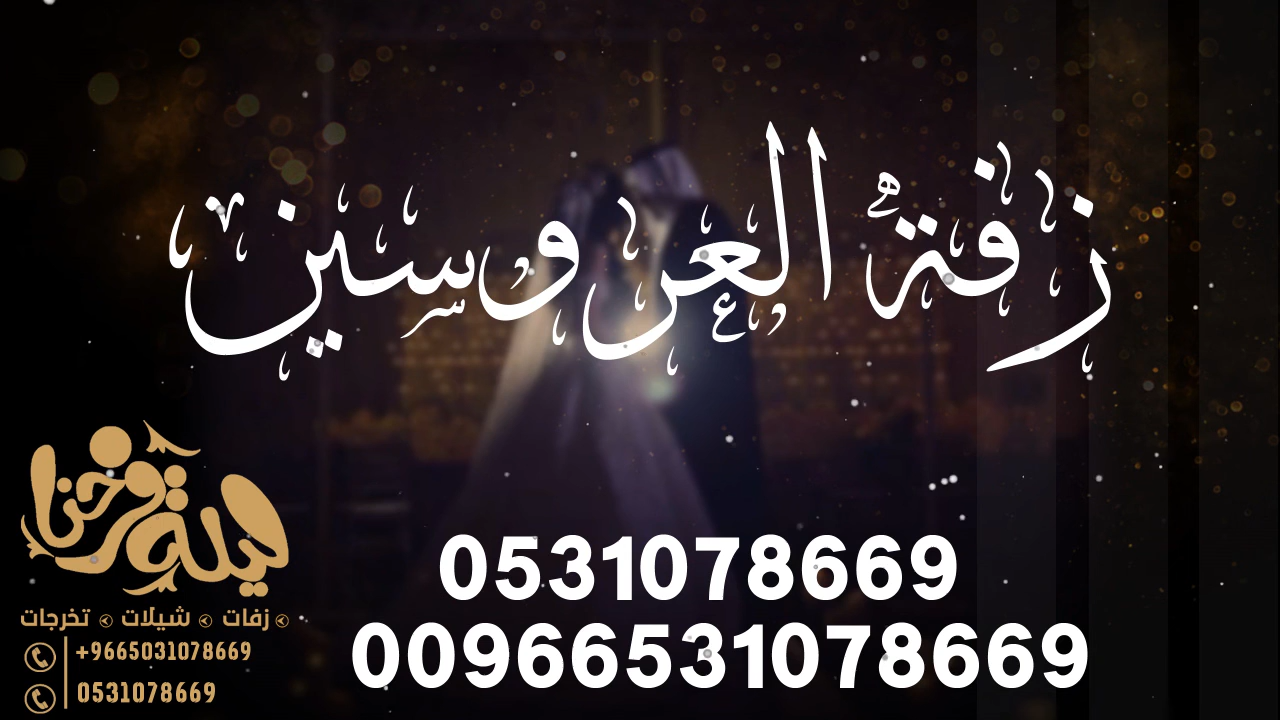 زفة العروسين
0531078669
00966531078669
ليلة فرحنا
زفات › شيلات › تخرجات
+9665031078669
0531078669